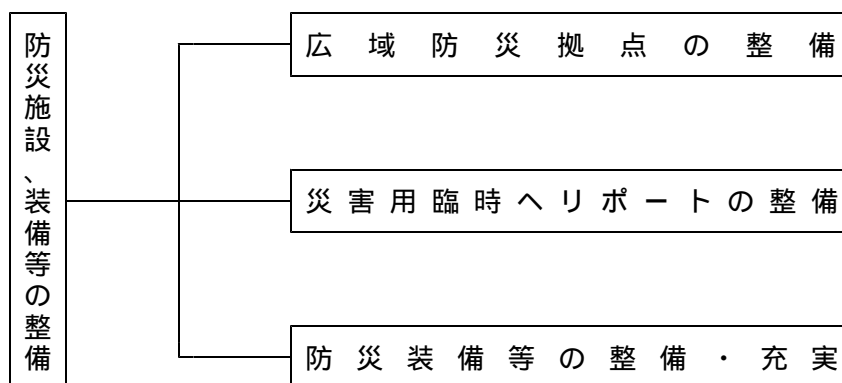 防災施設、装備等の整備
広域防災拠点の整備
災害用臨時ヘリポートの整備
防災装備等の整備・充実